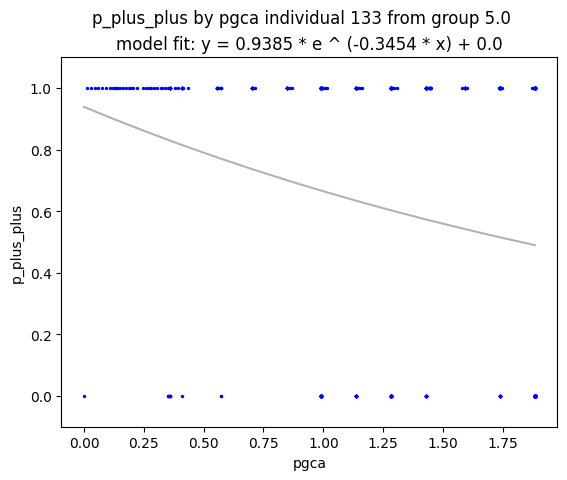 p_plus_plus by pgca individual 133 from group 5.0
model fit: y = 0.9385 * e ^ (-0.3454 * x) + 0.0
1.0
0.8
0.6
0.4
0.2
0.0
p_plus_plus
0.00 0.25 0.50 0.75 1.00 1.25 1.50 1.75
pgca